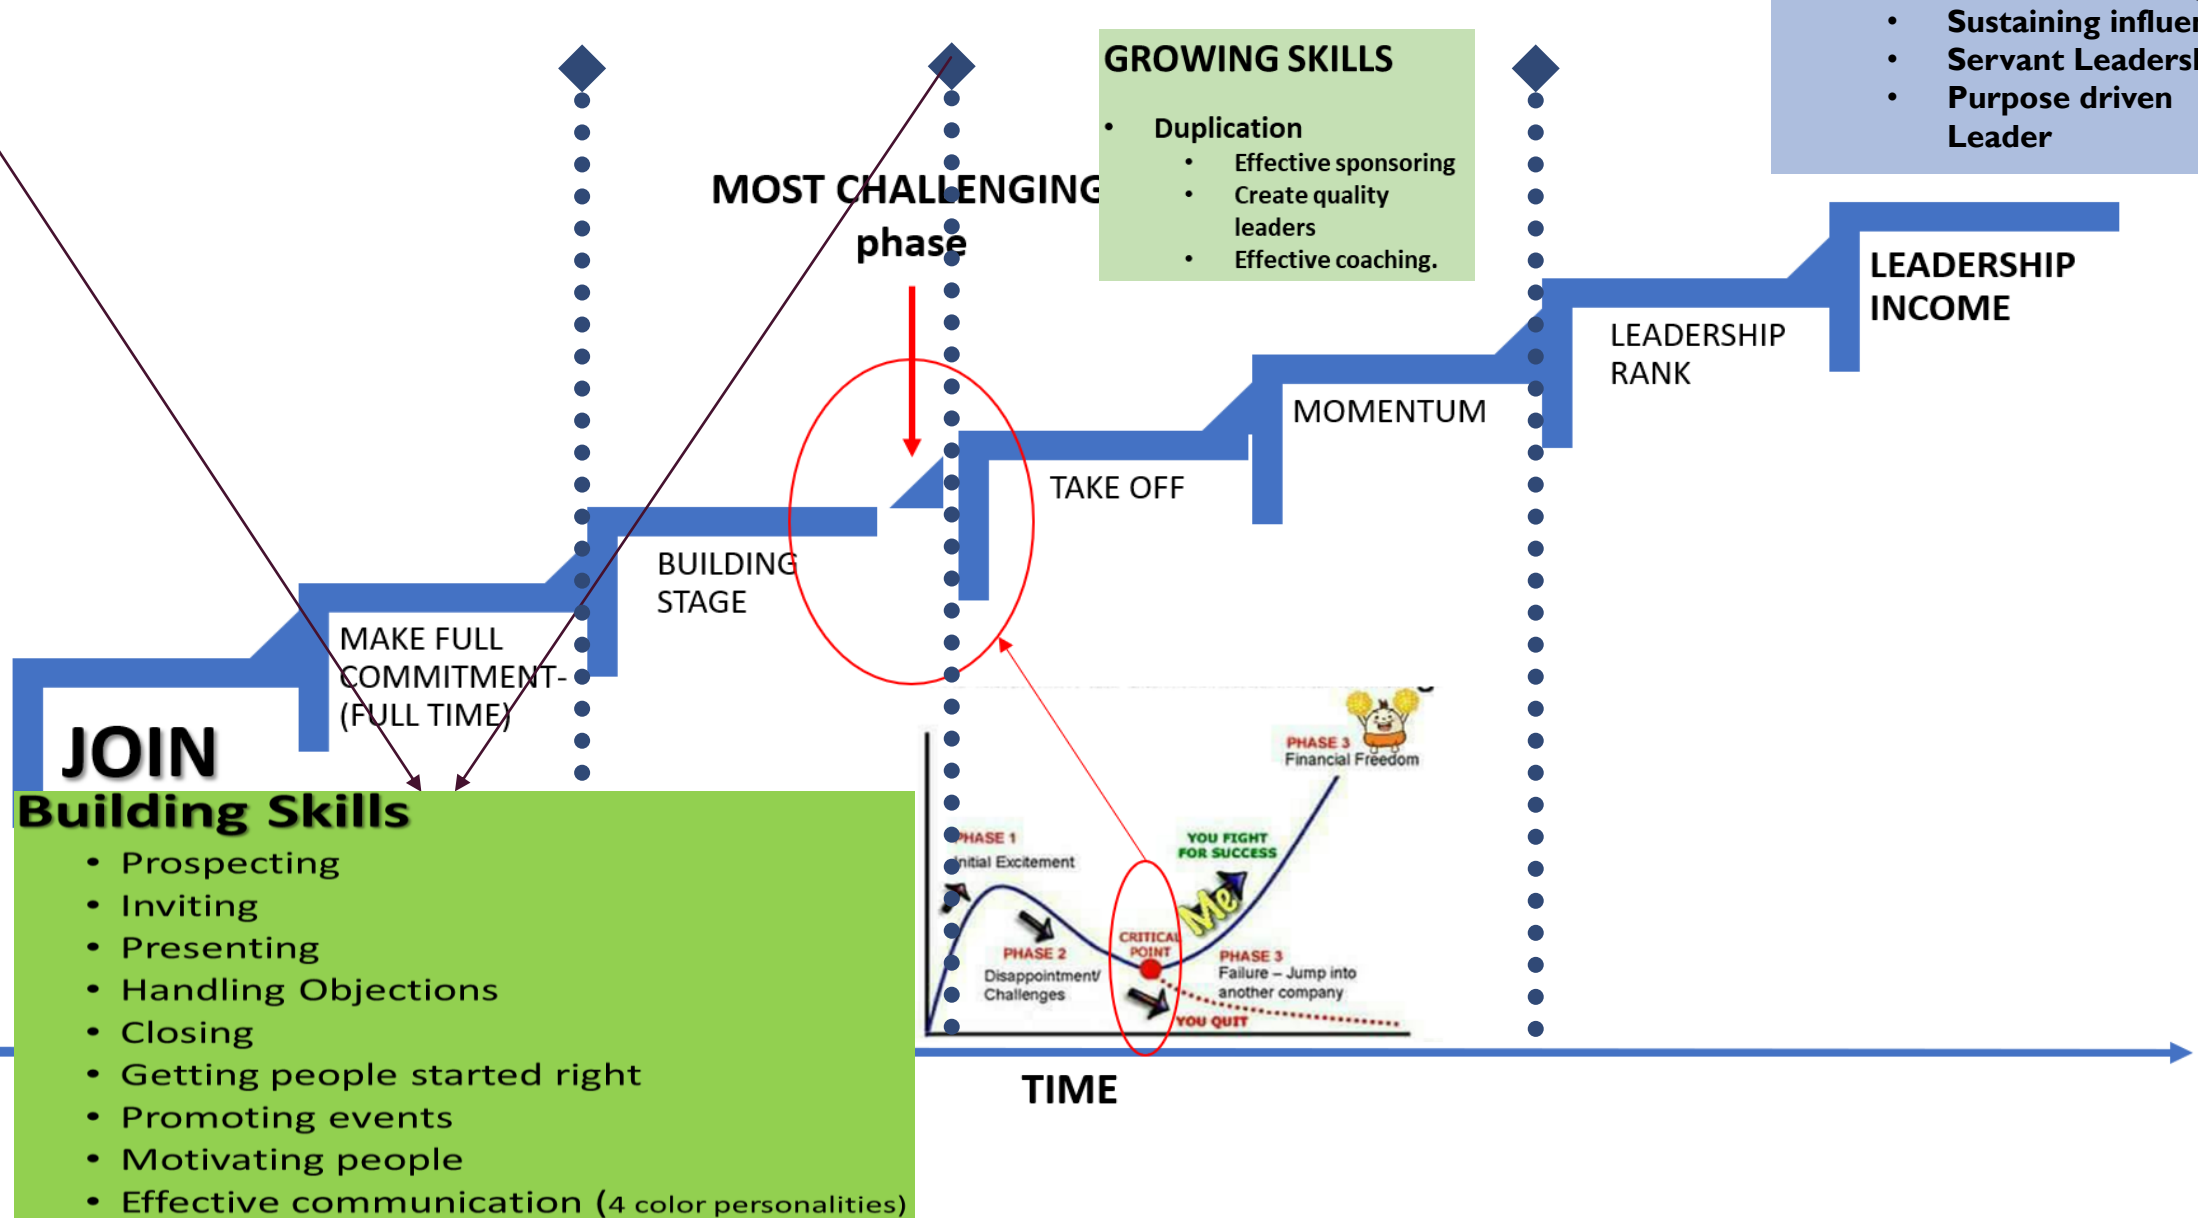 • Sustaining
• Servant
• Purpose driven
Leader
GROWING SKILLS
• Duplication
• Effective sponsoring
• Create quality
leaders
• Effective coaching.
MOST CHALLENGING
phase
LEADERSHIP
INCOME
LEADERSHIP
RANK
MOMENTUM
TAKE OFF
BUILDING
STAGE
MAKE FULL
COMMITMENT-
(FULL TIME)
JOIN
Building Skills
• Prospecting
• Inviting
• Presenting
• Handling Objections
• Closing
• Getting people started right
• Promoting events
• Motivating people
• Effective communication (4 color personalities)
PHASE 3
Financial Freedom
YOU FIGHT
FOR SUCCESS
Me
PHASE 1
Initial Excitement
PHASE 2
Disappointment/
Challenges
CRITICAL
POINT
PHASE 3
Failure – Jump into
another company
YOU QUIT
TIME